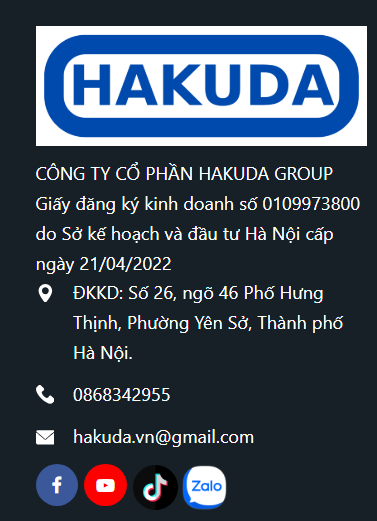 HAKUDA
CÔNG TY CỔ PHẦN HAKUDA GROUP
Giấy đăng ký kinh doanh số 0109973800
do Sở kế hoạch và đầu tư Hà Nội cấp
ngày 21/04/2022
ĐKKD: Số 26, ngõ 46 Phố Hưng
Thịnh, Phường Yên Sở, Thành phố
Hà Nội.
0868342955
hakuda.vn@gmail.com
Zalo